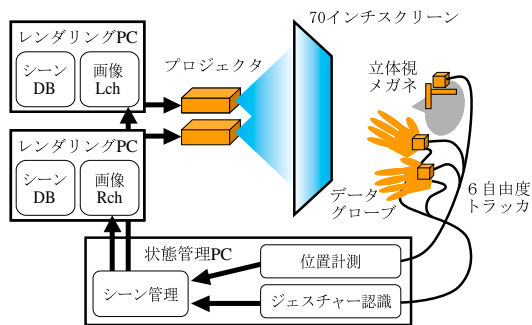 70インチスクリーン
レンダリングPC
シーン
DB
画像
Lch
プロジェクタ
立体視
メガネ
レンダリングPC
シーン
DB
画像
Rch
データ
グローブ
6自由度
トラッカ
状態管理PC
シーン管理
位置計測
ジェスチャー認識